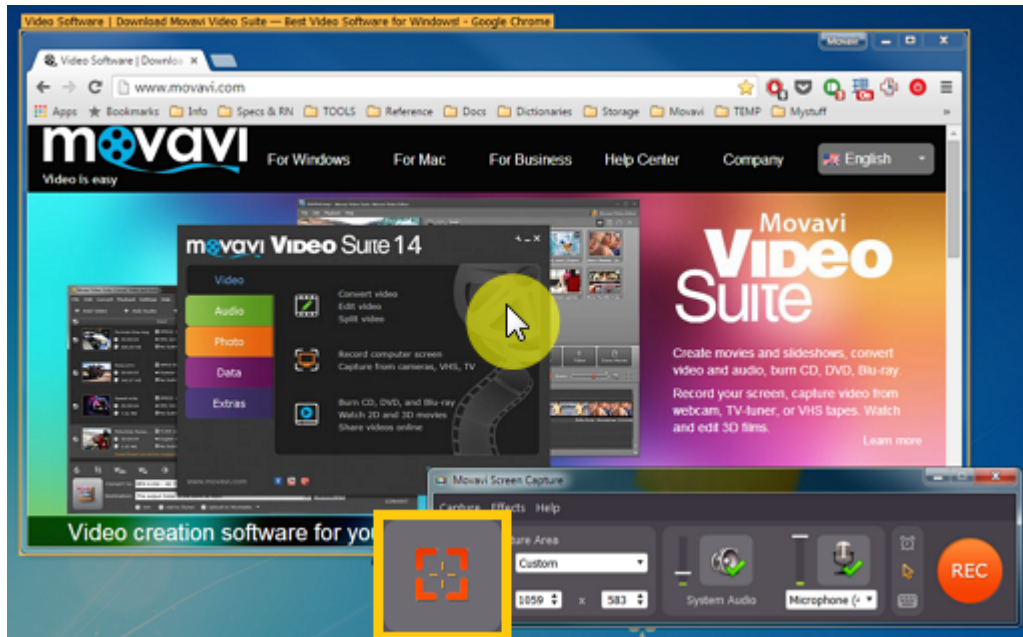 Video Software | Download Movavi Video Suite — Best Video Software for Windows! - Google Chrome
Movavi
Video Software | Downlo
www.movavi.com
Apps Bookmarks Info Specs & RN TOOLS Reference Docs Dictionaries Storage Movavi TEMP Mystuff »
movavi
Video is easy
For Windows For Mac For Business Help Center Company English
movavi VIDEO SUITE 14
Video
Audio
Photo
Data
Extras
Convert video
Edit video
Split video
Record computer screen
Capture from cameras, VHS, TV
Burn CD, DVD, and Blu-ray
Watch 2D and 3D movies
Share videos online
www.movavi.com
Movavi
VIDEO
SUITE
Create movies and slideshows, convert
video and audio, burn CD, DVD, Blu-ray.
Record your screen, capture video from
webcam, TV-tuner, or VHS tapes. Watch
and edit 3D films.
Learn more
Video creation software for yo
Movavi Screen Capture
Capture Effects Help
ture Area
Custom
1059 x 583
System Audio
Microphone (4
REC